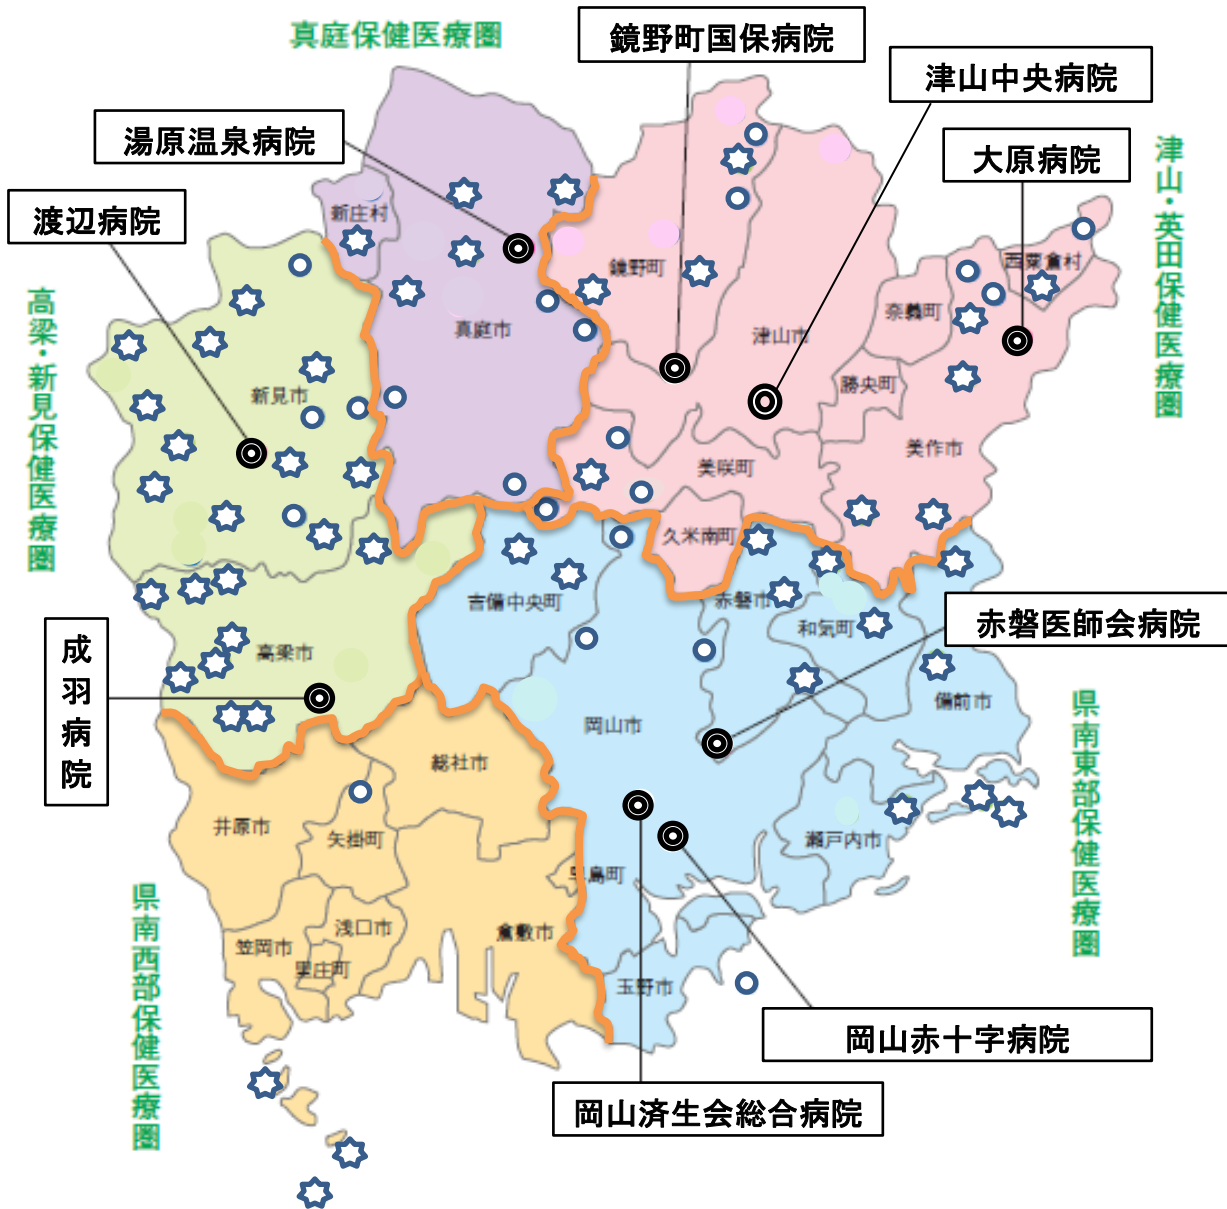 真庭保健医療圏
鏡野町国保病院
津山中央病院
湯原温泉病院
大原病院
津山・英田保健医療圏
渡辺病院
新庄村
鏡野町
西粟倉村
奈義町
高梁・新見保健医療圏
真庭市
津山市
新見市
勝央町
美作市
美咲町
久米南町
吉備中央町
赤磐市
和気町
赤磐医師会病院
成羽病院
高梁市
備前市
岡山市
県南東部保健医療圏
総社市
井原市
矢掛町
瀬戸内市
早島町
県南西部保健医療圏
浅口市
倉敷市
笠岡市
里庄町
玉野市
岡山赤十字病院
岡山済生会総合病院